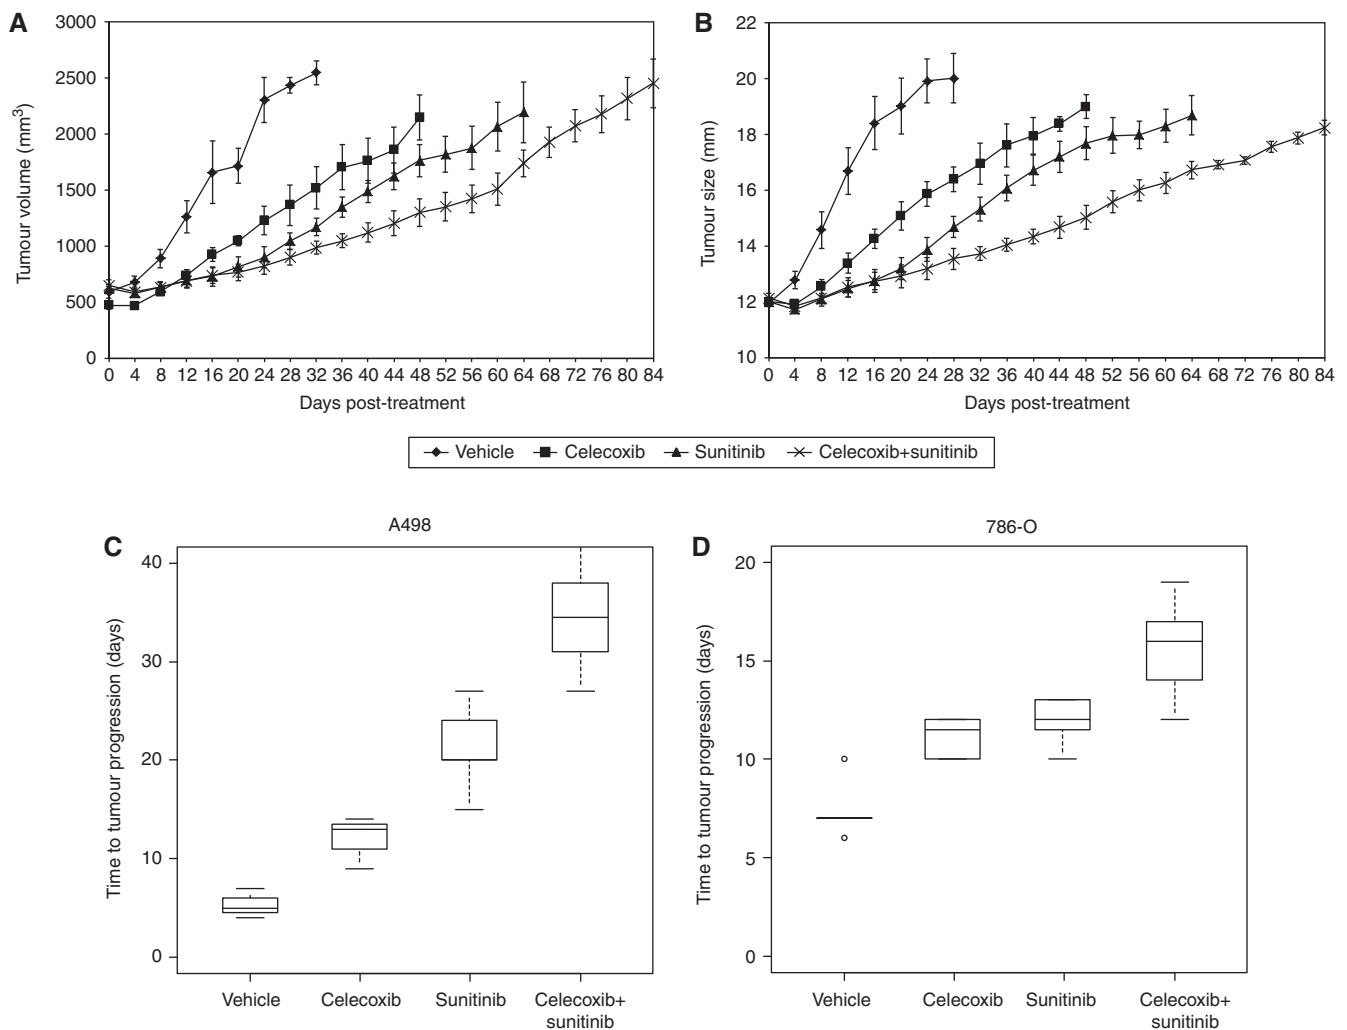 A
3000
2500
2000
1500
1000
500
0
Tumour volume (mm³)
0 4 8 12 16 20 24 28 32 36 40 44 48 52 56 60 64 68 72 76 80 84
Days post-treatment
B
22
20
18
16
14
12
10
Tumour size (mm)
0 4 8 12 16 20 24 28 32 36 40 44 48 52 56 60 64 68 72 76 80 84
Days post-treatment
Vehicle Celecoxib Sunitinib Celecoxib+sunitinib
C
A498
40
30
20
10
0
Time to tumour progression (days)
Vehicle Celecoxib Sunitinib Celecoxib+
sunitinib
D
786-O
20
15
10
5
0
Time to tumour progression (days)
Vehicle Celecoxib Sunitinib Celecoxib+
sunitinib